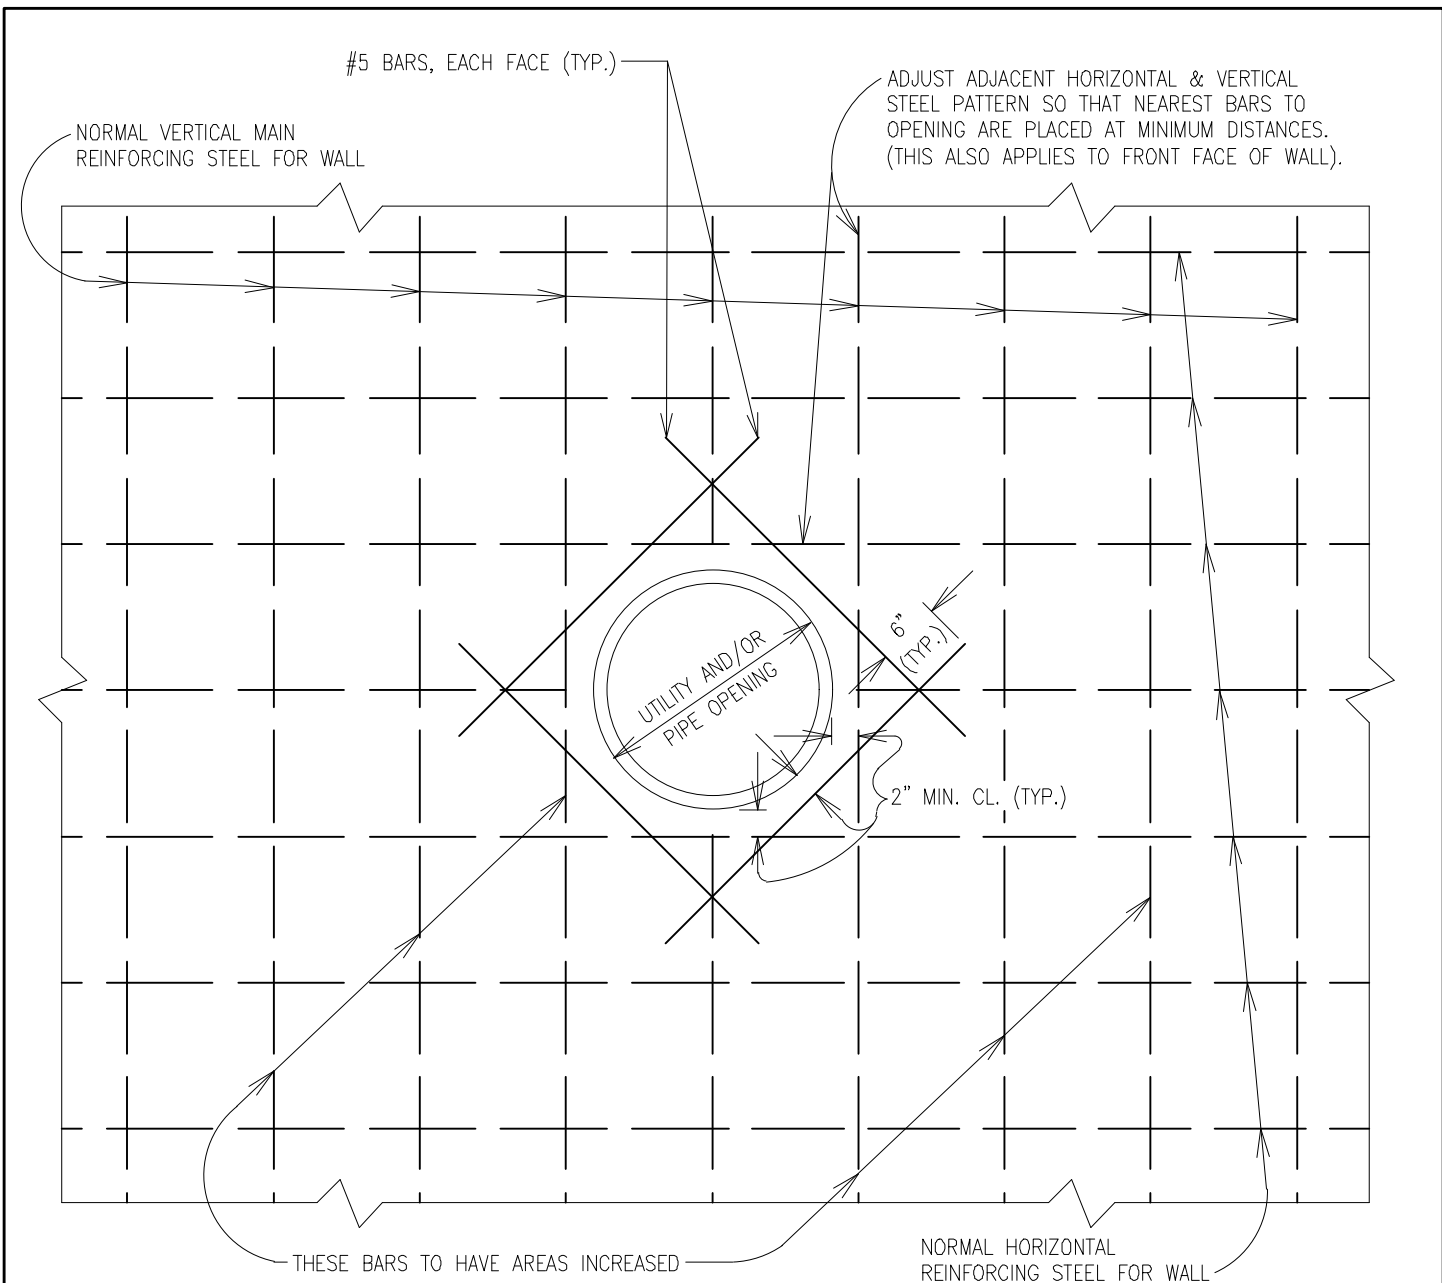 #5 BARS, EACH FACE (TYP.)
ADJUST ADJACENT HORIZONTAL & VERTICAL
STEEL PATTERN SO THAT NEAREST BARS TO
OPENING ARE PLACED AT MINIMUM DISTANCES.
(THIS ALSO APPLIES TO FRONT FACE OF WALL).
NORMAL VERTICAL MAIN
REINFORCING STEEL FOR WALL
6"
(TYP.)
UTILITY AND/OR
PIPE OPENING
2" MIN. CL. (TYP.)
THESE BARS TO HAVE AREAS INCREASED
NORMAL HORIZONTAL
REINFORCING STEEL FOR WALL